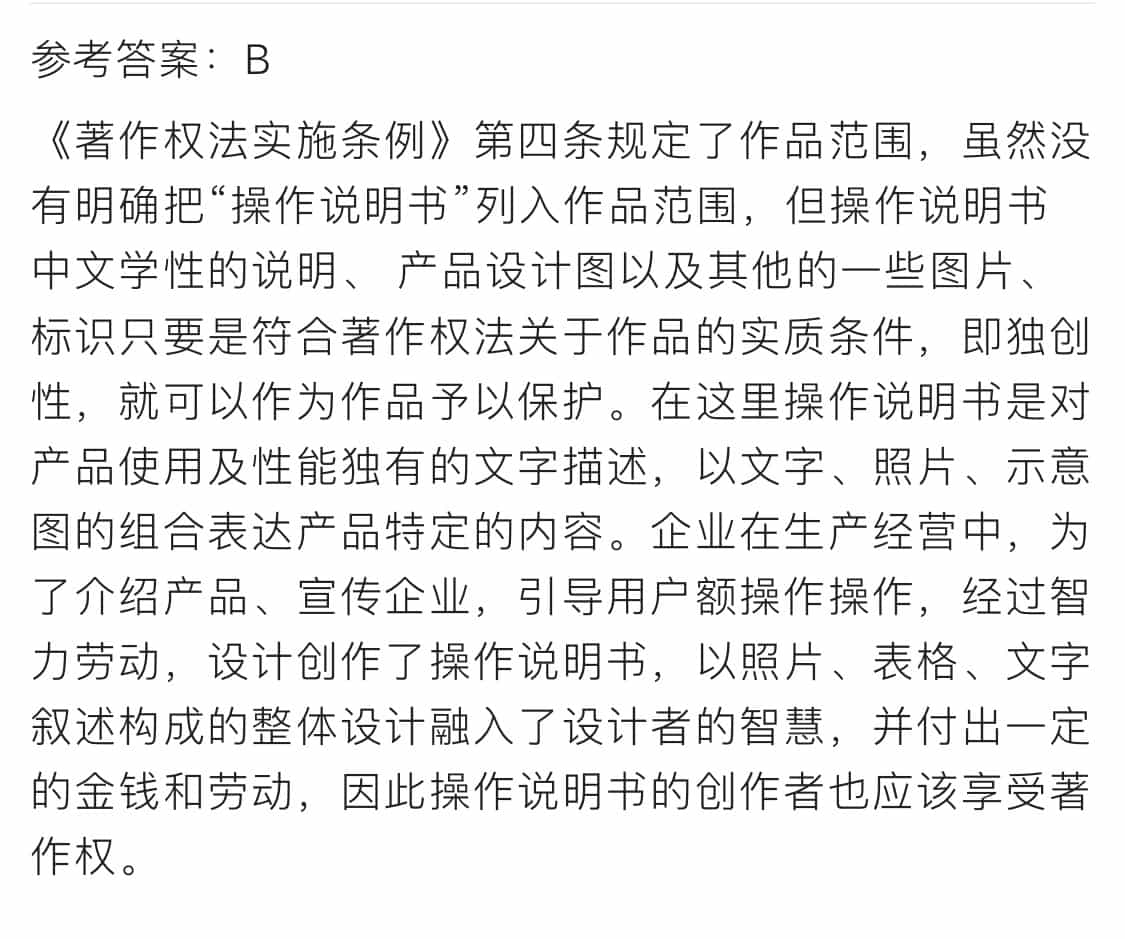 参考答案：B
《著作权法实施条例》第四条规定了作品范围，虽然没
有明确把“操作说明书”列入作品范围，但操作说明书
中文学性的说明、 产品设计图以及其他的一些图片、
标识只要是符合著作权法关于作品的实质条件，即独创
性，就可以作为作品予以保护。在这里操作说明书是对
产品使用及性能独有的文字描述，以文字、照片、示意
图的组合表达产品特定的内容。企业在生产经营中，为
了介绍产品、宣传企业，引导用户额操作操作，经过智
力劳动，设计创作了操作说明书，以照片、表格、文字
叙述构成的整体设计融入了设计者的智慧，并付出一定
的金钱和劳动，因此操作说明书的创作者也应该享受著
作权。